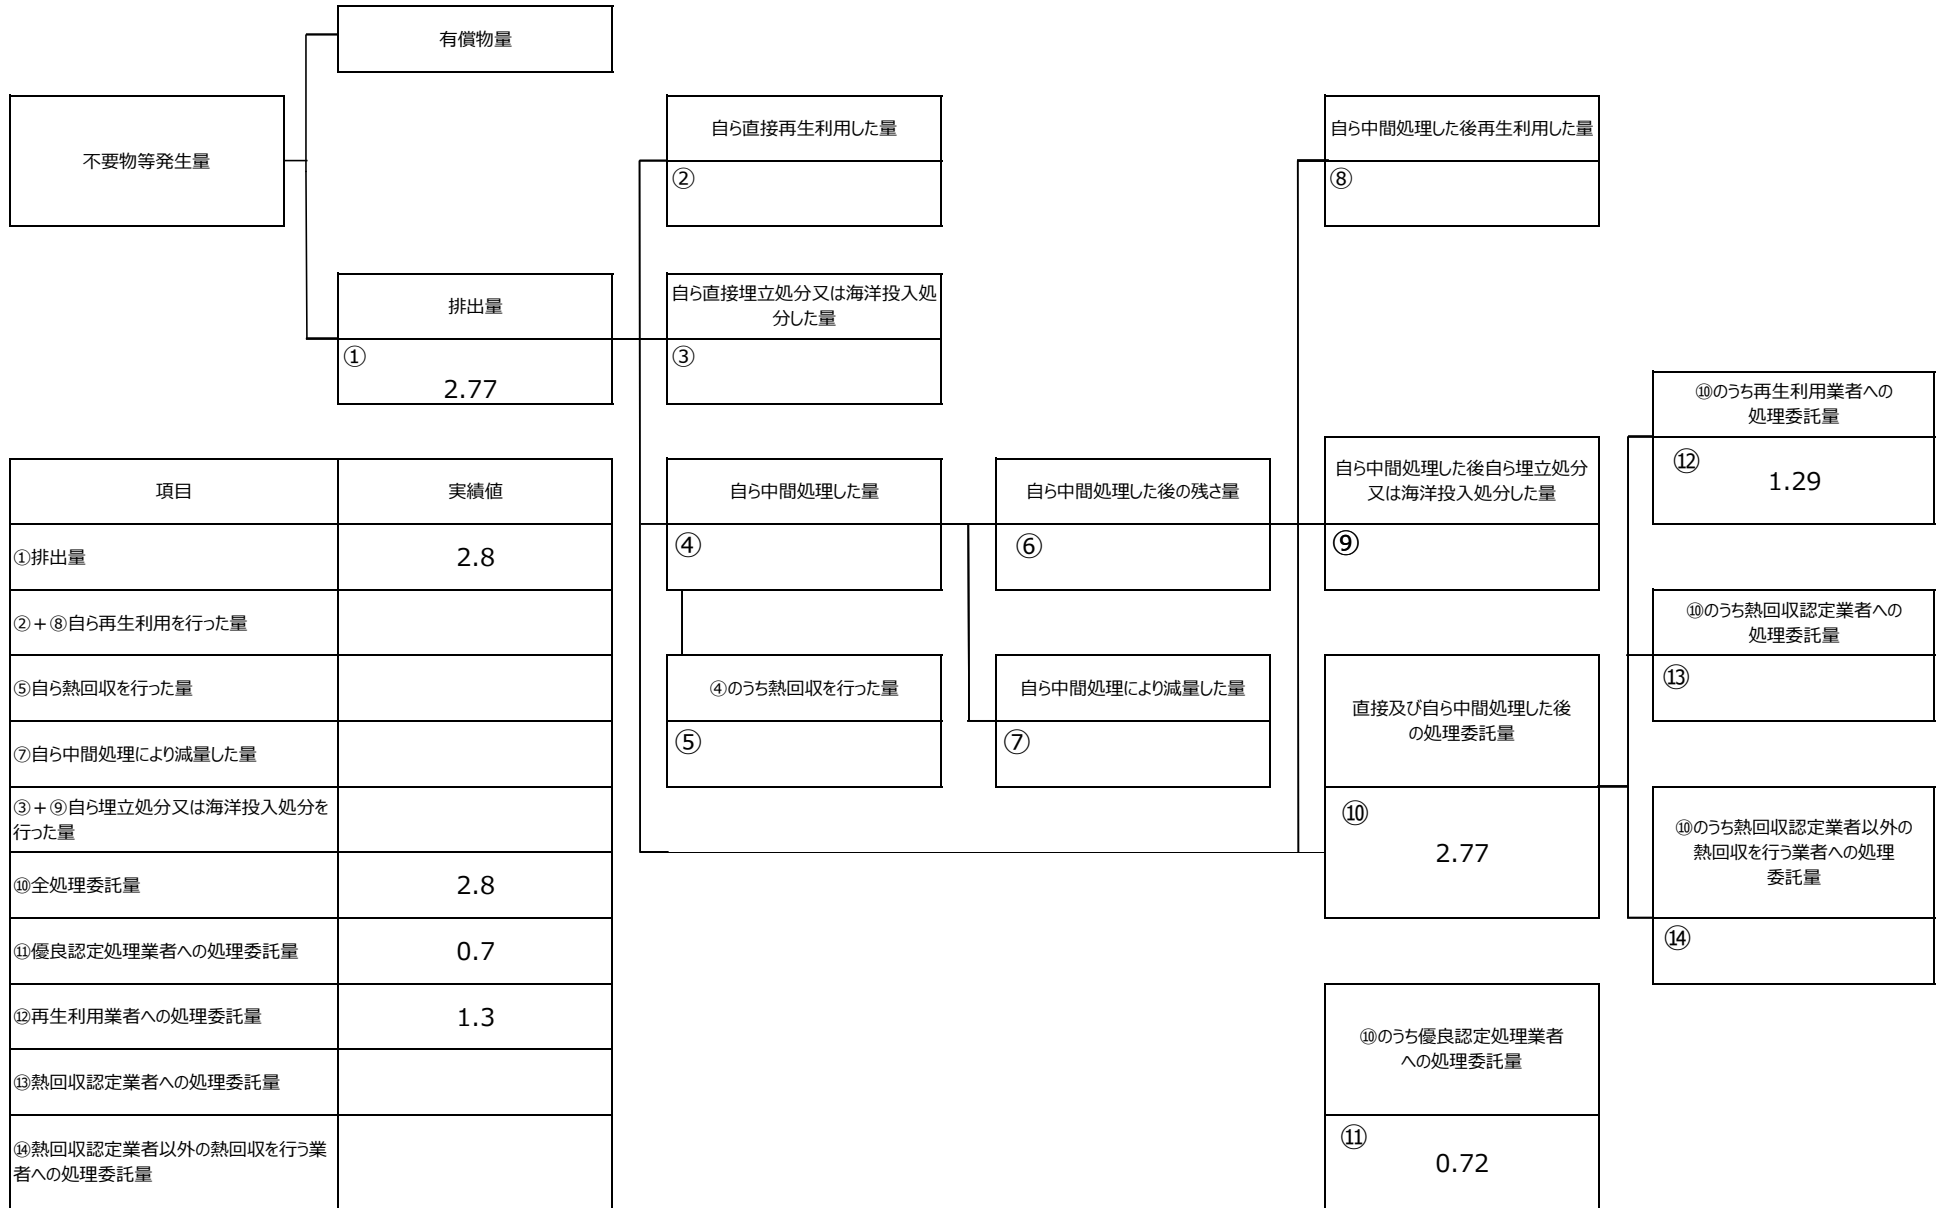 有償物量
不要物等発生量
自ら直接再生利用した量
②
自ら中間処理した後再生利用した量
⑧
排出量
①
2.77
自ら直接埋立処分又は海洋投入処
分した量
③
⑩のうち再生利用業者への
処理委託量
⑫
1.29
自ら中間処理した量
④
自ら中間処理した後の残さ量
⑥
自ら中間処理した後自ら埋立処分
又は海洋投入処分した量
⑨
⑩のうち熱回収認定業者への
処理委託量
⑬
④のうち熱回収を行った量
⑤
自ら中間処理により減量した量
⑦
直接及び自ら中間処理した後
の処理委託量
⑩
2.77
⑩のうち熱回収認定業者以外の
熱回収を行う業者への処理
委託量
⑭
⑩のうち優良認定処理業者
への処理委託量
⑪
0.72
項目 実績値
①排出量 2.8
②+⑧自ら再生利用を行った量
⑤自ら熱回収を行った量
⑦自ら中間処理により減量した量
③+⑨自ら埋立処分又は海洋投入処分を
行った量
⑩全処理委託量 2.8
⑪優良認定処理業者への処理委託量 0.7
⑫再生利用業者への処理委託量 1.3
⑬熱回収認定業者への処理委託量
⑭熱回収認定業者以外の熱回収を行う業
者への処理委託量